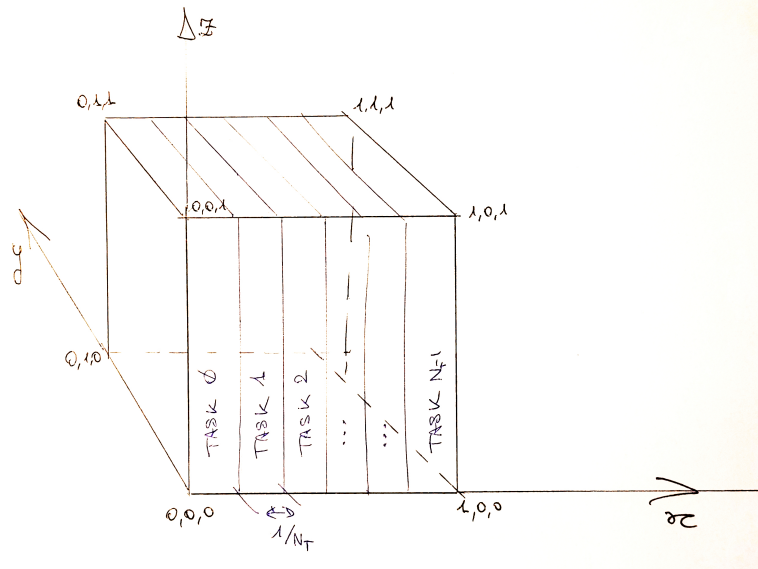 z
0,1,1
1,1,1
0,0,1
1,0,1
y
0,1,0
TASK 0
TASK 1
TASK 2
...
...
TASK N_T-1
0,0,0
1,0,0
x
1/N_T